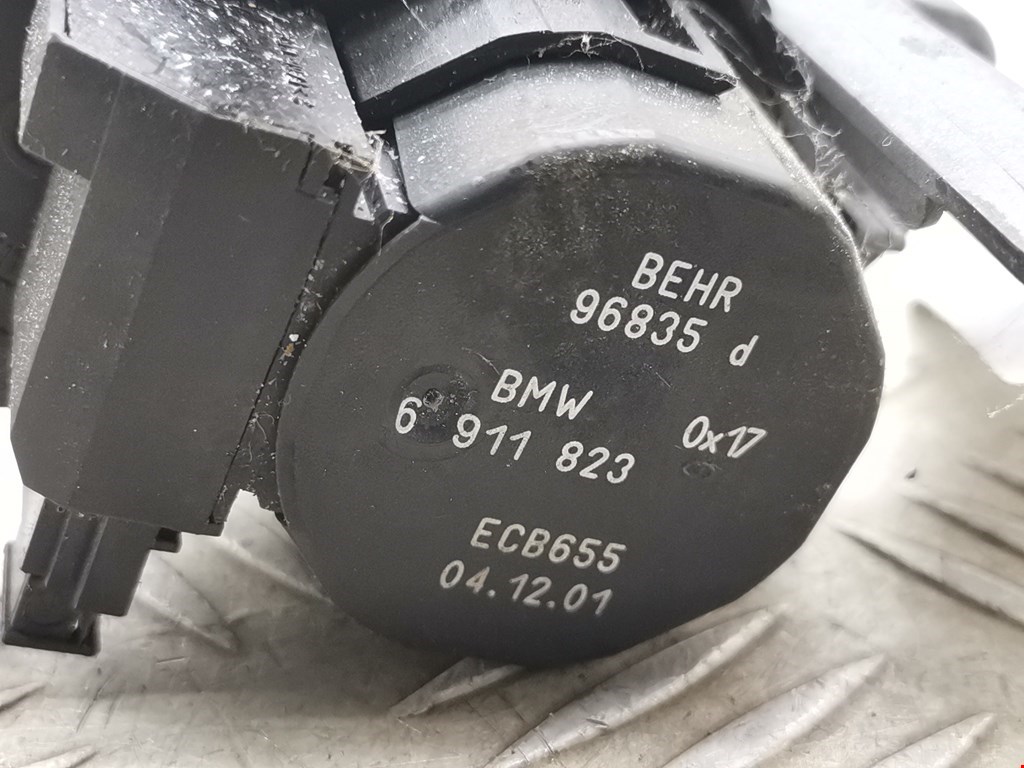 BEHR
96835 d
BMW
6 911 823
0x17
ECB655
04.12.01